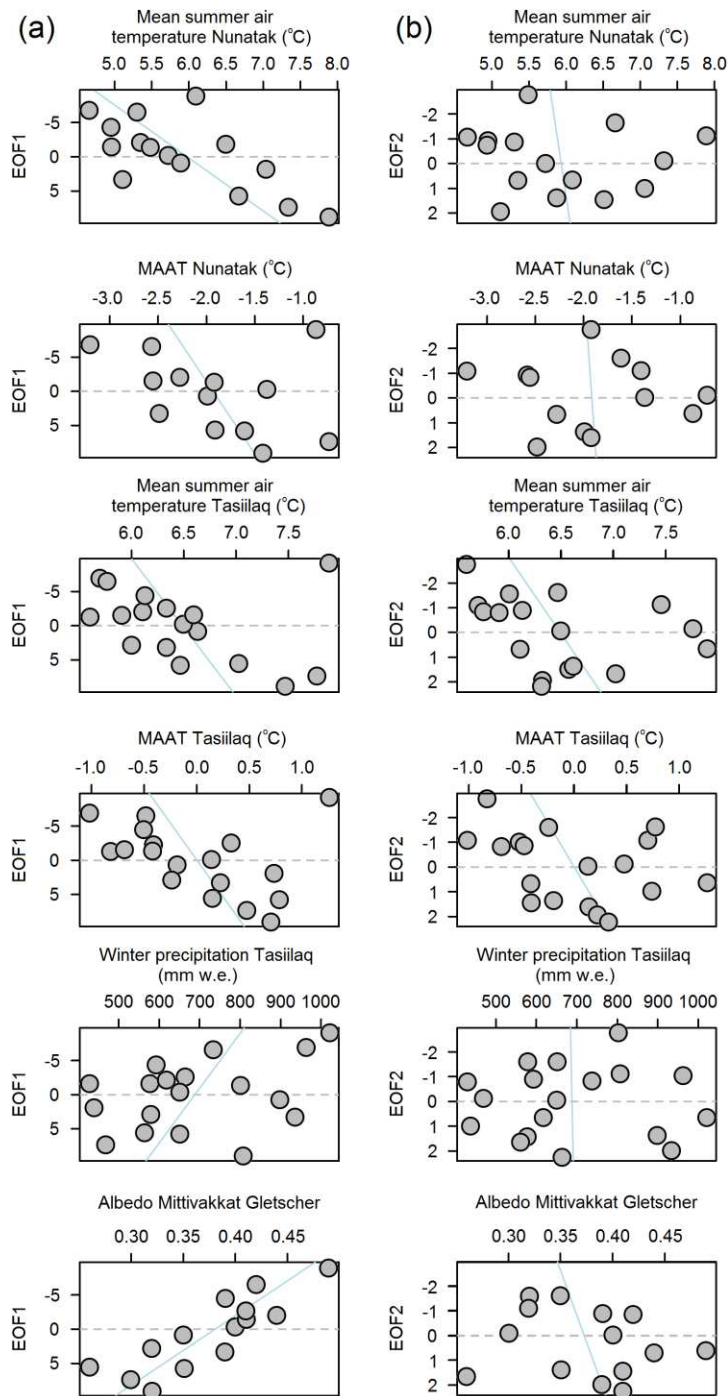 (a)
Mean summer air
temperature Nunatak (°C)
5.0 5.5 6.0 6.5 7.0 7.5 8.0
-5
0
5
EOF1
MAAT Nunatak (°C)
-3.0 -2.5 -2.0 -1.5 -1.0
-5
0
5
EOF1
Mean summer air
temperature Tasiilaq (°C)
6.0 6.5 7.0 7.5
-5
0
5
EOF1
MAAT Tasiilaq (°C)
-1.0 -0.5 0.0 0.5 1.0
-5
0
5
EOF1
Winter precipitation Tasiilaq
(mm w.e.)
500 600 700 800 900 1000
-5
0
5
EOF1
Albedo Mittivakkat Gletscher
0.30 0.35 0.40 0.45
-5
0
5
EOF1
(b)
Mean summer air
temperature Nunatak (°C)
5.0 5.5 6.0 6.5 7.0 7.5 8.0
-2
-1
0
1
2
EOF2
MAAT Nunatak (°C)
-3.0 -2.5 -2.0 -1.5 -1.0
-2
-1
0
1
2
EOF2
Mean summer air
temperature Tasiilaq (°C)
6.0 6.5 7.0 7.5
-2
-1
0
1
2
EOF2
MAAT Tasiilaq (°C)
-1.0 -0.5 0.0 0.5 1.0
-2
-1
0
1
2
EOF2
Winter precipitation Tasiilaq
(mm w.e.)
500 600 700 800 900 1000
-2
-1
0
1
2
EOF2
Albedo Mittivakkat Gletscher
0.30 0.35 0.40 0.45
-2
-1
0
1
2
EOF2